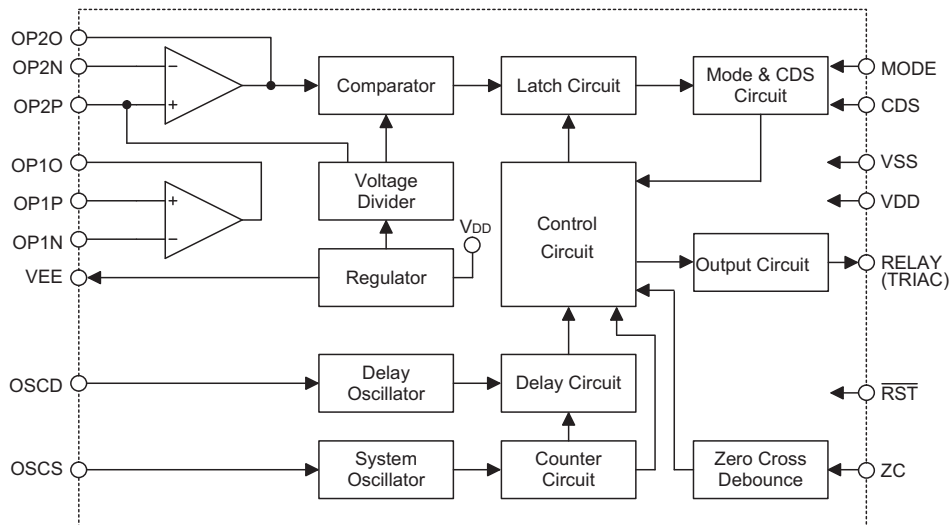 OP2O
OP2N
OP2P
OP1O
OP1P
OP1N
VEE
OSCD
OSCS
Comparator
Latch Circuit
Mode & CDS
Circuit
Voltage
Divider
Control
Circuit
VDD
Regulator
Output Circuit
Delay
Oscillator
Delay Circuit
System
Oscillator
Counter
Circuit
Zero Cross
Debounce
MODE
CDS
VSS
VDD
RELAY
(TRIAC)
RST
ZC
−
+
+
−